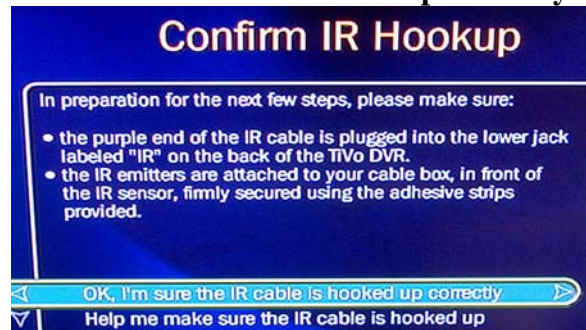 Confirm IR Hookup
In preparation for the next few steps, please make sure:
• the purple end of the IR cable is plugged into the lower jack
labeled "IR" on the back of the TiVo DVR.
• the IR emitters are attached to your cable box, in front of
the IR sensor, firmly secured using the adhesive strips
provided.
OK, I'm sure the IR cable is hooked up correctly
Help me make sure the IR cable is hooked up